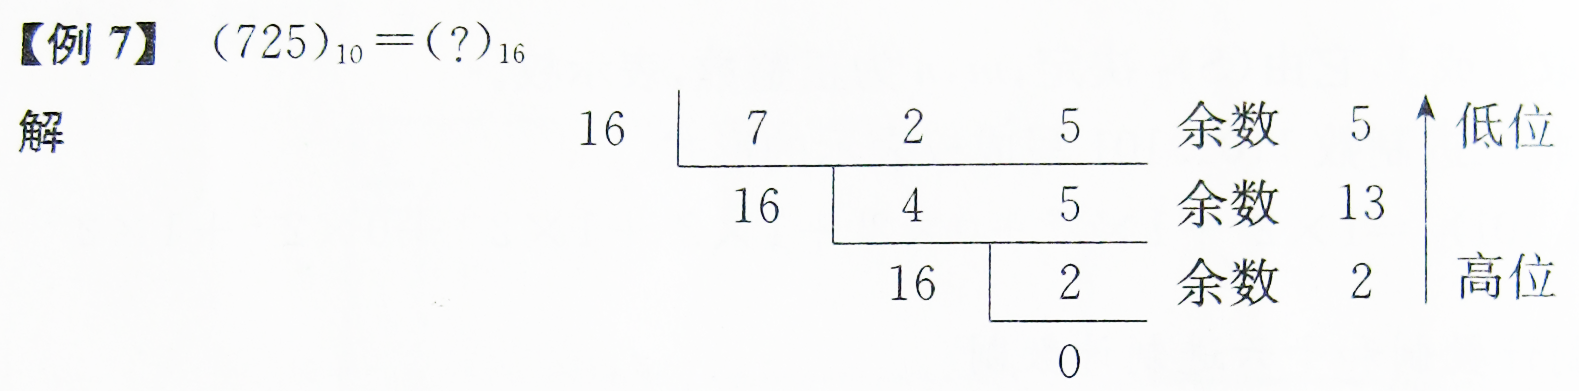 【例 7】 (725)₁₀＝(?)₁₆
解
16 7 2 5 余数 5 低位
16 4 5 余数 13
16 2 余数 2 高位
0